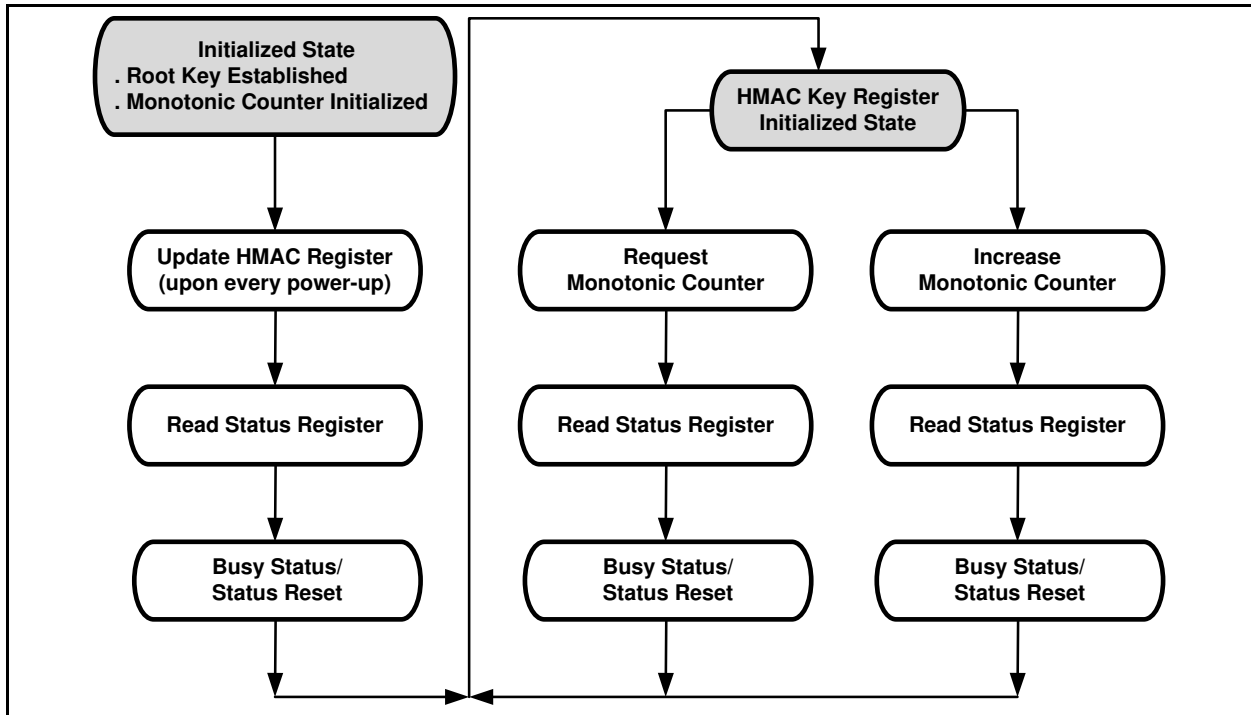 Initialized State
. Root Key Established
. Monotonic Counter Initialized
Update HMAC Register
(upon every power-up)
Read Status Register
Busy Status/
Status Reset
HMAC Key Register
Initialized State
Request
Monotonic Counter
Read Status Register
Busy Status/
Status Reset
Increase
Monotonic Counter
Read Status Register
Busy Status/
Status Reset